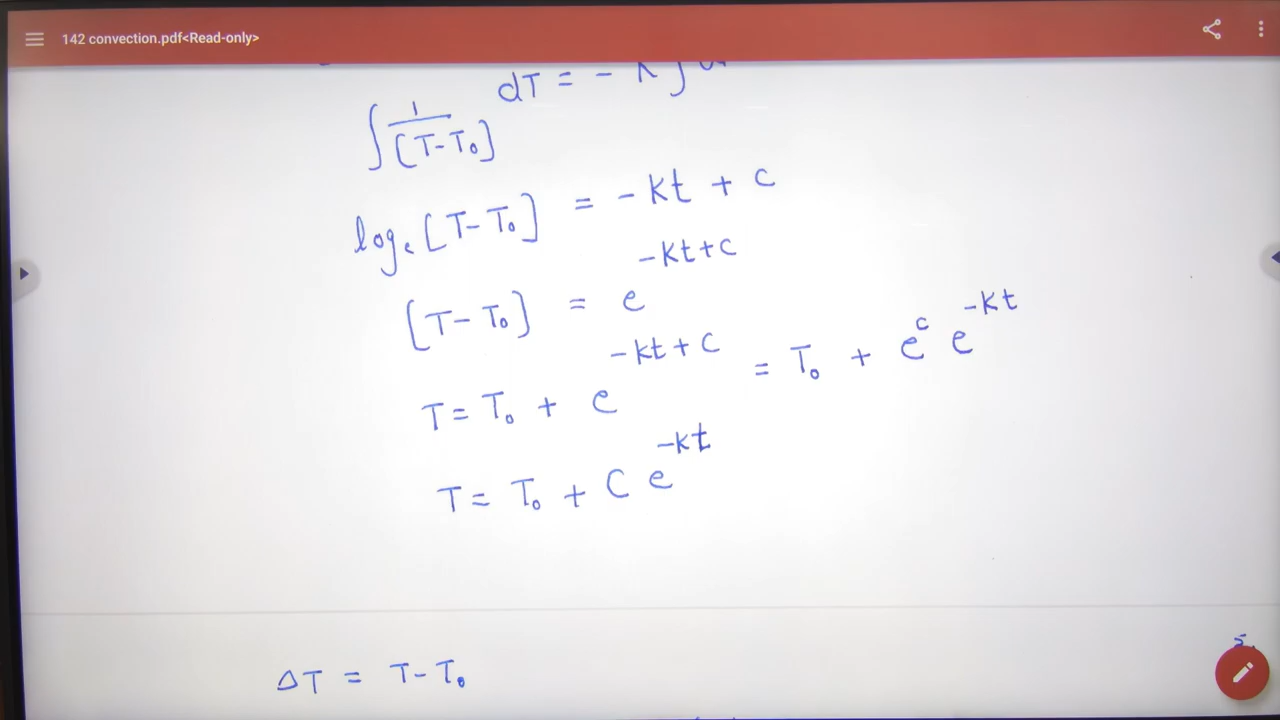 142 convection.pdf<Read-only>
∫ 1/[T-T₀] dT = - K ∫
logₑ [T-T₀] = -kt + c
[T-T₀] = e^(-kt+c)
T = T₀ + e^(-kt+c) = T₀ + e^c e^(-kt)
T = T₀ + C e^(-kt)
ΔT = T-T₀